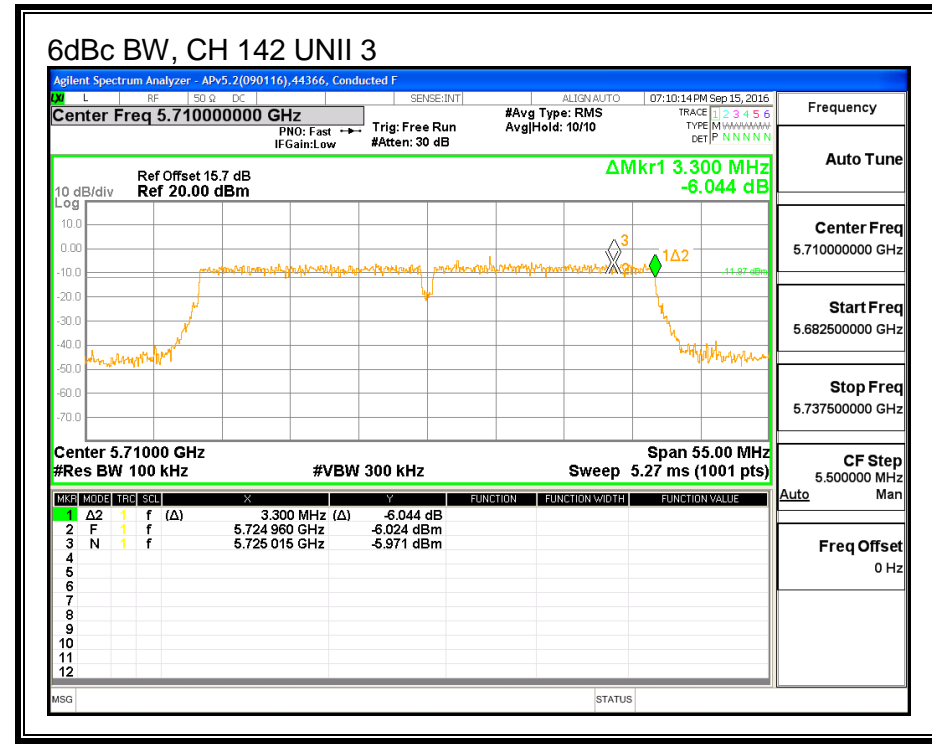 6dBc BW, CH 142 UNII 3
Agilent Spectrum Analyzer - APv5.2(090116),44366, Conducted F
LXI L RF 50 Ω DC SENSE:INT ALIGN AUTO 07:10:14 PM Sep 15, 2016
Center Freq 5.710000000 GHz
PNO: Fast
IFGain:Low
Trig: Free Run
#Atten: 30 dB
#Avg Type: RMS
Avg|Hold: 10/10
TRACE 1 2 3 4 5 6
TYPE M WWWWW
DET P N N N N N
ΔMkr1 3.300 MHz
-6.044 dB
Ref Offset 15.7 dB
10 dB/div Ref 20.00 dBm
Log
10.0
0.00
-10.0
-20.0
-30.0
-40.0
-50.0
-60.0
-70.0
3
1Δ2
-11.97 dBm
Center 5.71000 GHz Span 55.00 MHz
#Res BW 100 kHz #VBW 300 kHz Sweep 5.27 ms (1001 pts)
MKR MODE TRC SCL X Y FUNCTION FUNCTION WIDTH FUNCTION VALUE
1 Δ2 1 f (Δ) 3.300 MHz (Δ) -6.044 dB
2 F 1 f 5.724 960 GHz -6.024 dBm
3 N 1 f 5.725 015 GHz -5.971 dBm
4
5
6
7
8
9
10
11
12
MSG STATUS
Frequency
Auto Tune
Center Freq
5.710000000 GHz
Start Freq
5.682500000 GHz
Stop Freq
5.737500000 GHz
CF Step
5.500000 MHz
Auto Man
Freq Offset
0 Hz